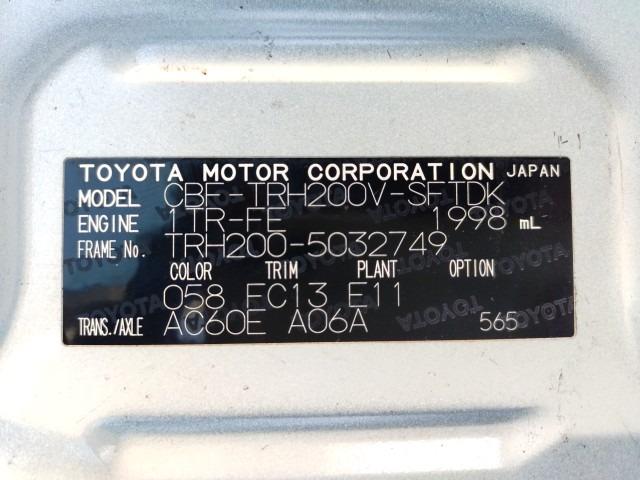 TOYOTA MOTOR CORPORATION JAPAN
MODEL CBF-TRH200V-SFTDK
ENGINE 1TR-FE 1998 mL
FRAME NO. TRH200-5032749
COLOR TRIM PLANT OPTION
058 EC13 E11
TRANS./AXLE AC60E A06A 565